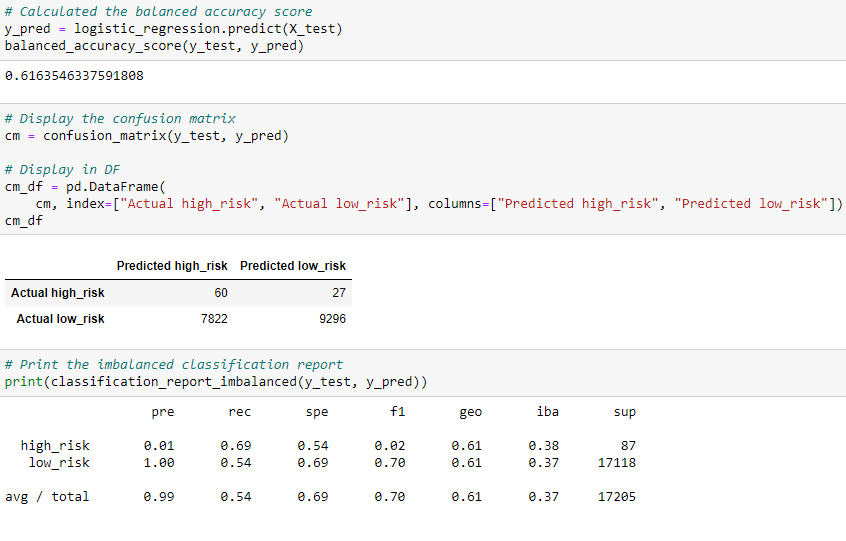 # Calculated the balanced accuracy score
y_pred = logistic_regression.predict(X_test)
balanced_accuracy_score(y_test, y_pred)
0.6163546337591808
# Display the confusion matrix
cm = confusion_matrix(y_test, y_pred)
# Display in DF
cm_df = pd.DataFrame(
    cm, index=["Actual high_risk", "Actual low_risk"], columns=["Predicted high_risk", "Predicted low_risk"])
cm_df
Predicted high_risk Predicted low_risk
Actual high_risk 60 27
Actual low_risk 7822 9296
# Print the imbalanced classification report
print(classification_report_imbalanced(y_test, y_pred))
pre rec spe f1 geo iba sup
high_risk 0.01 0.69 0.54 0.02 0.61 0.38 87
low_risk 1.00 0.54 0.69 0.70 0.61 0.37 17118
avg / total 0.99 0.54 0.69 0.70 0.61 0.37 17205